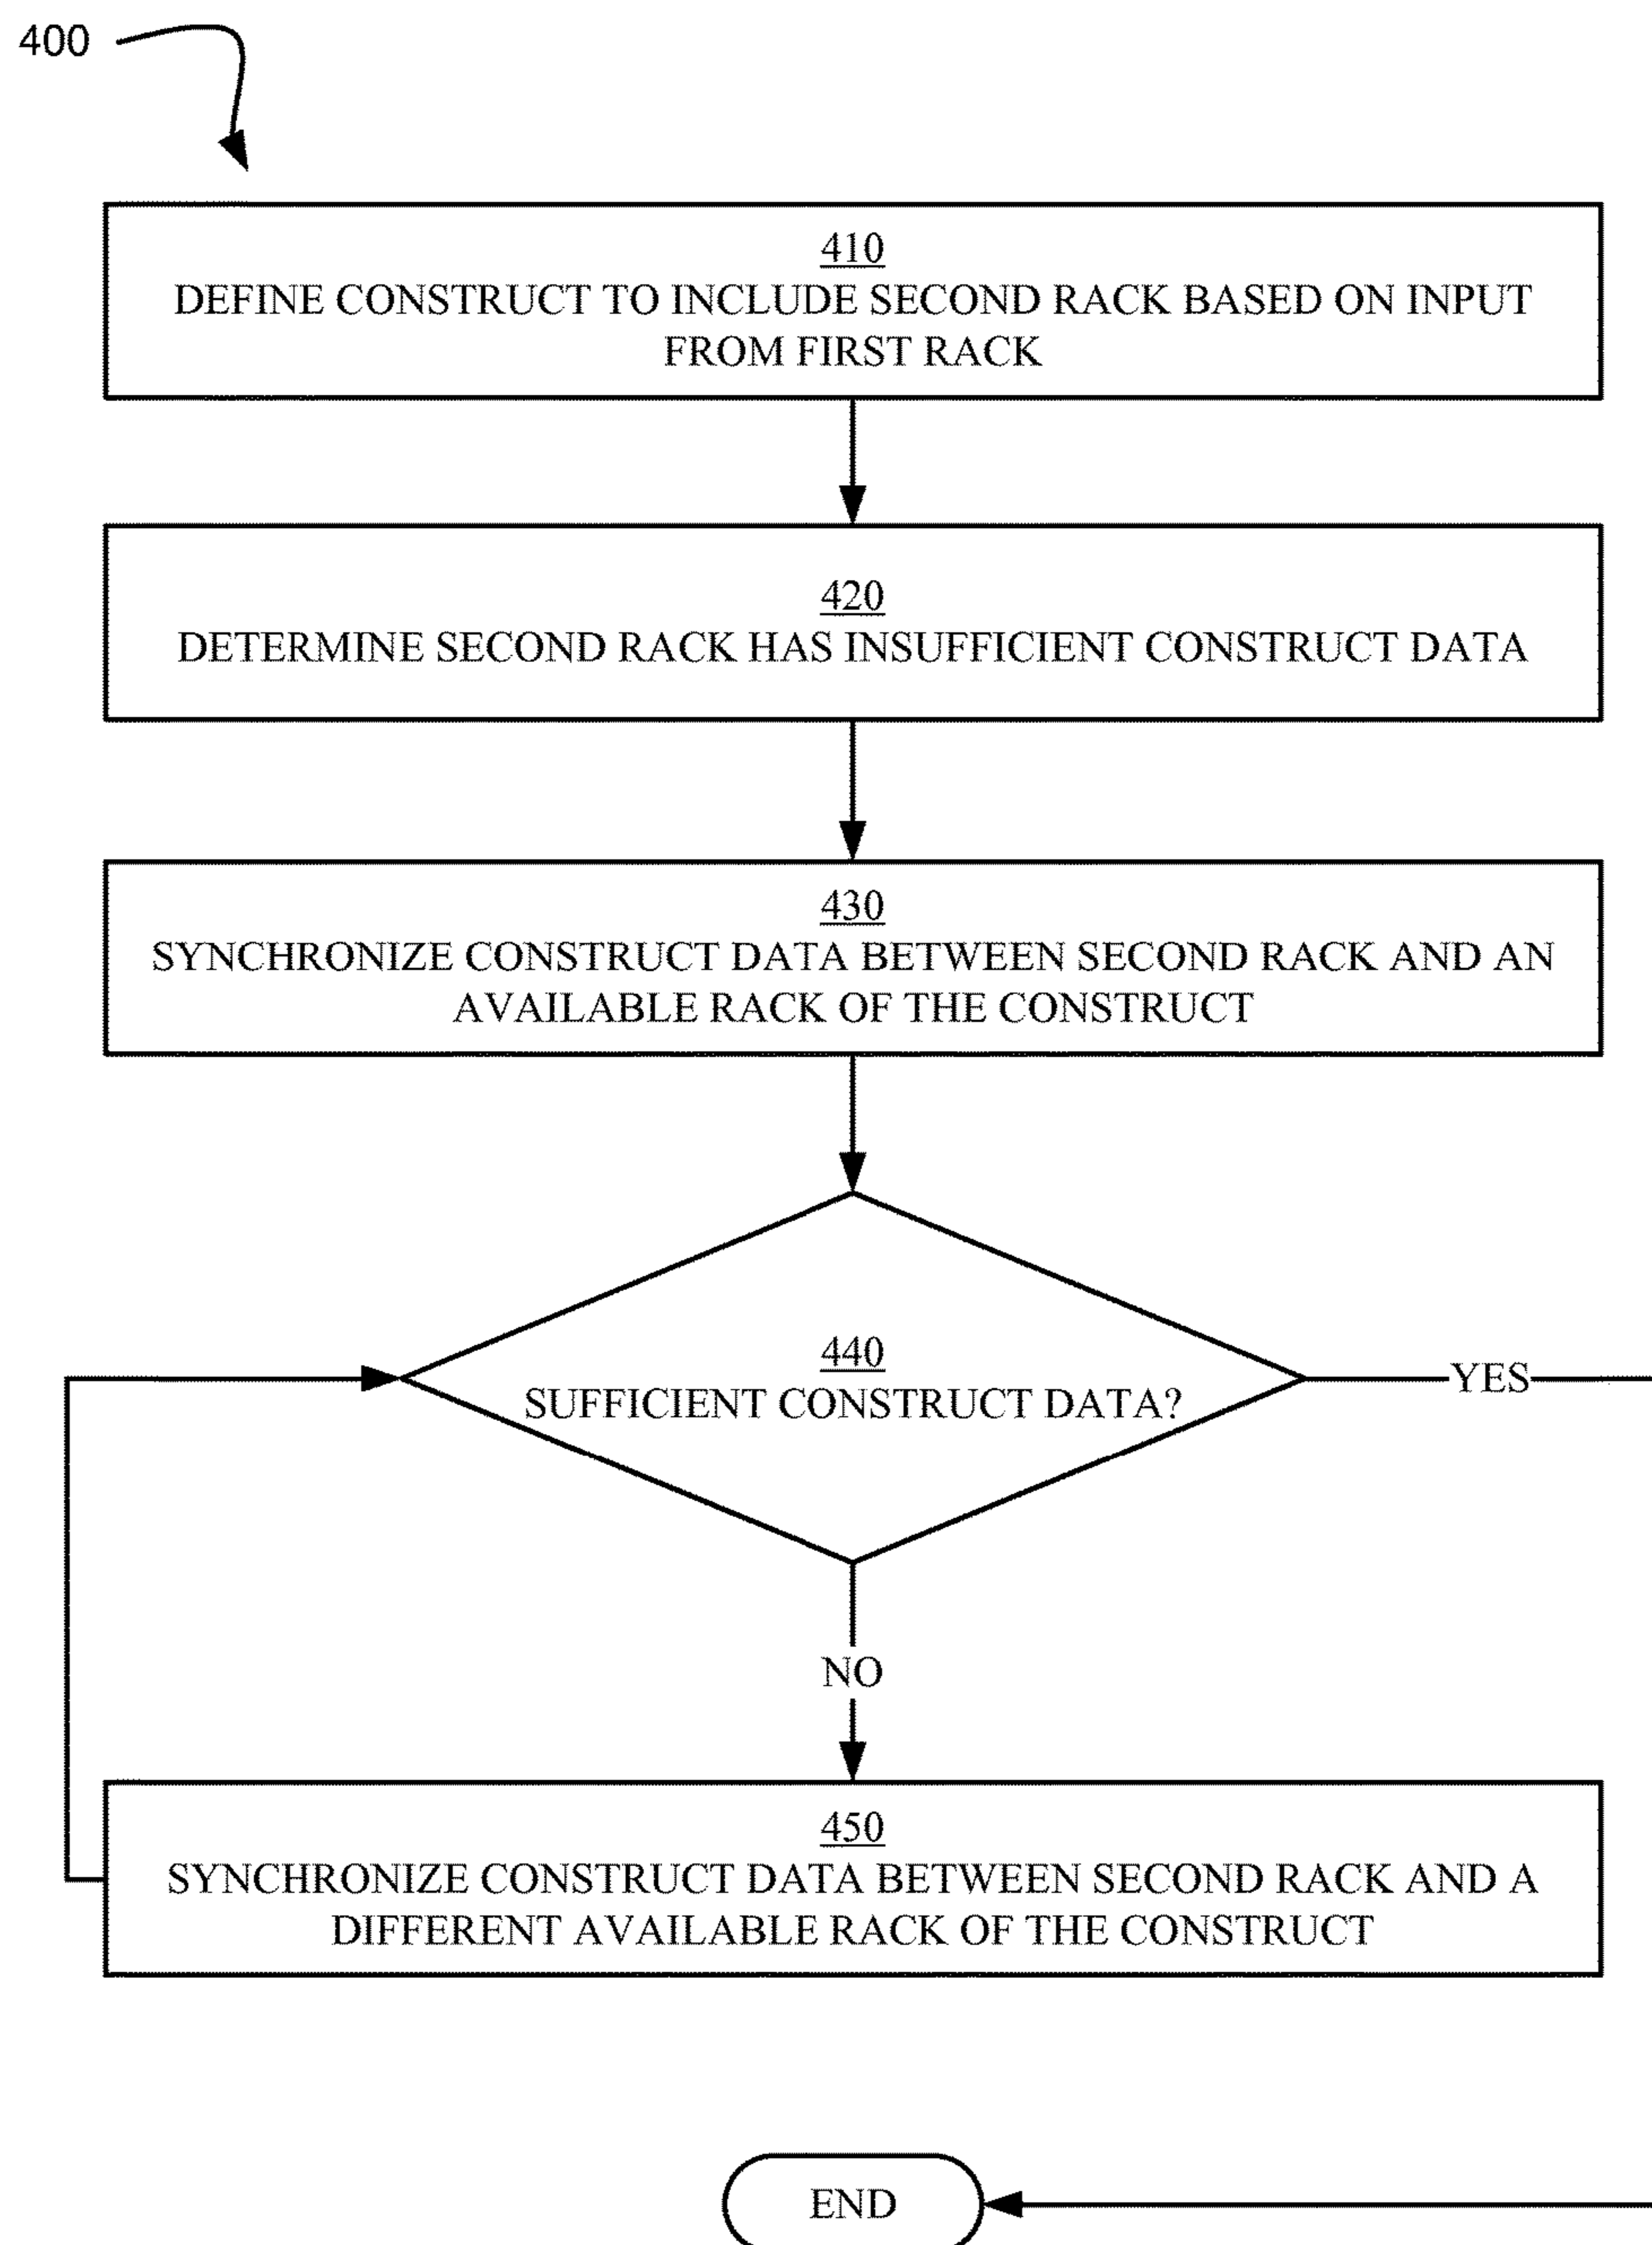 400
410
DEFINE CONSTRUCT TO INCLUDE SECOND RACK BASED ON INPUT
FROM FIRST RACK
420
DETERMINE SECOND RACK HAS INSUFFICIENT CONSTRUCT DATA
430
SYNCHRONIZE CONSTRUCT DATA BETWEEN SECOND RACK AND AN
AVAILABLE RACK OF THE CONSTRUCT
440
SUFFICIENT CONSTRUCT DATA?
YES
NO
450
SYNCHRONIZE CONSTRUCT DATA BETWEEN SECOND RACK AND A
DIFFERENT AVAILABLE RACK OF THE CONSTRUCT
END